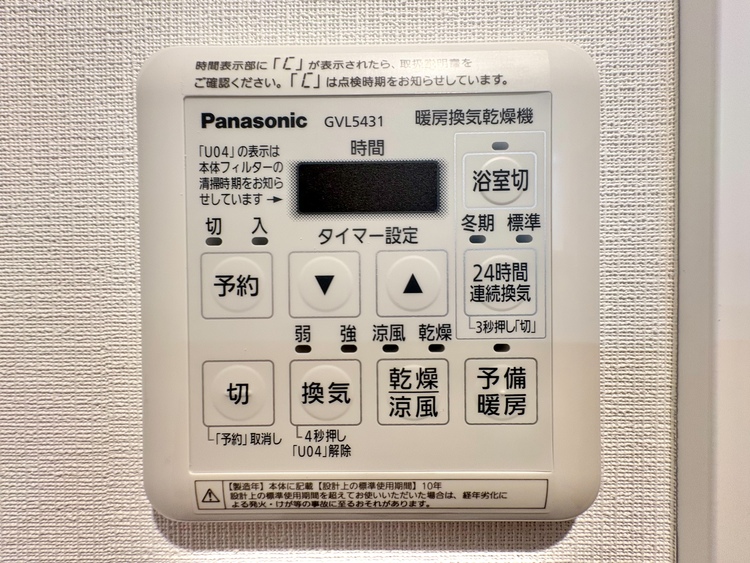 時間表示部に「 」が表示されたら、取扱説明書を
ご確認ください。「 」は点検時期をお知らせしています。
Panasonic GVL5431 暖房換気乾燥機
「U04」の表示は
本体フィルターの
清掃時期をお知ら
せしています→
時間
浴室切
切 入
タイマー設定
冬期 標準
予約 ▼ ▲
24時間
連続換気
3秒押し「切」
弱 強 涼風 乾燥
切 換気
乾燥
涼風
予備
暖房
「予約」取消し
4秒押し
「U04」解除
【製造年】本体に記載【設計上の標準使用期間】10年
設計上の標準使用期間を超えてお使いいただいた場合は、経年劣化に
よる発火・けが等の事故に至るおそれがあります。